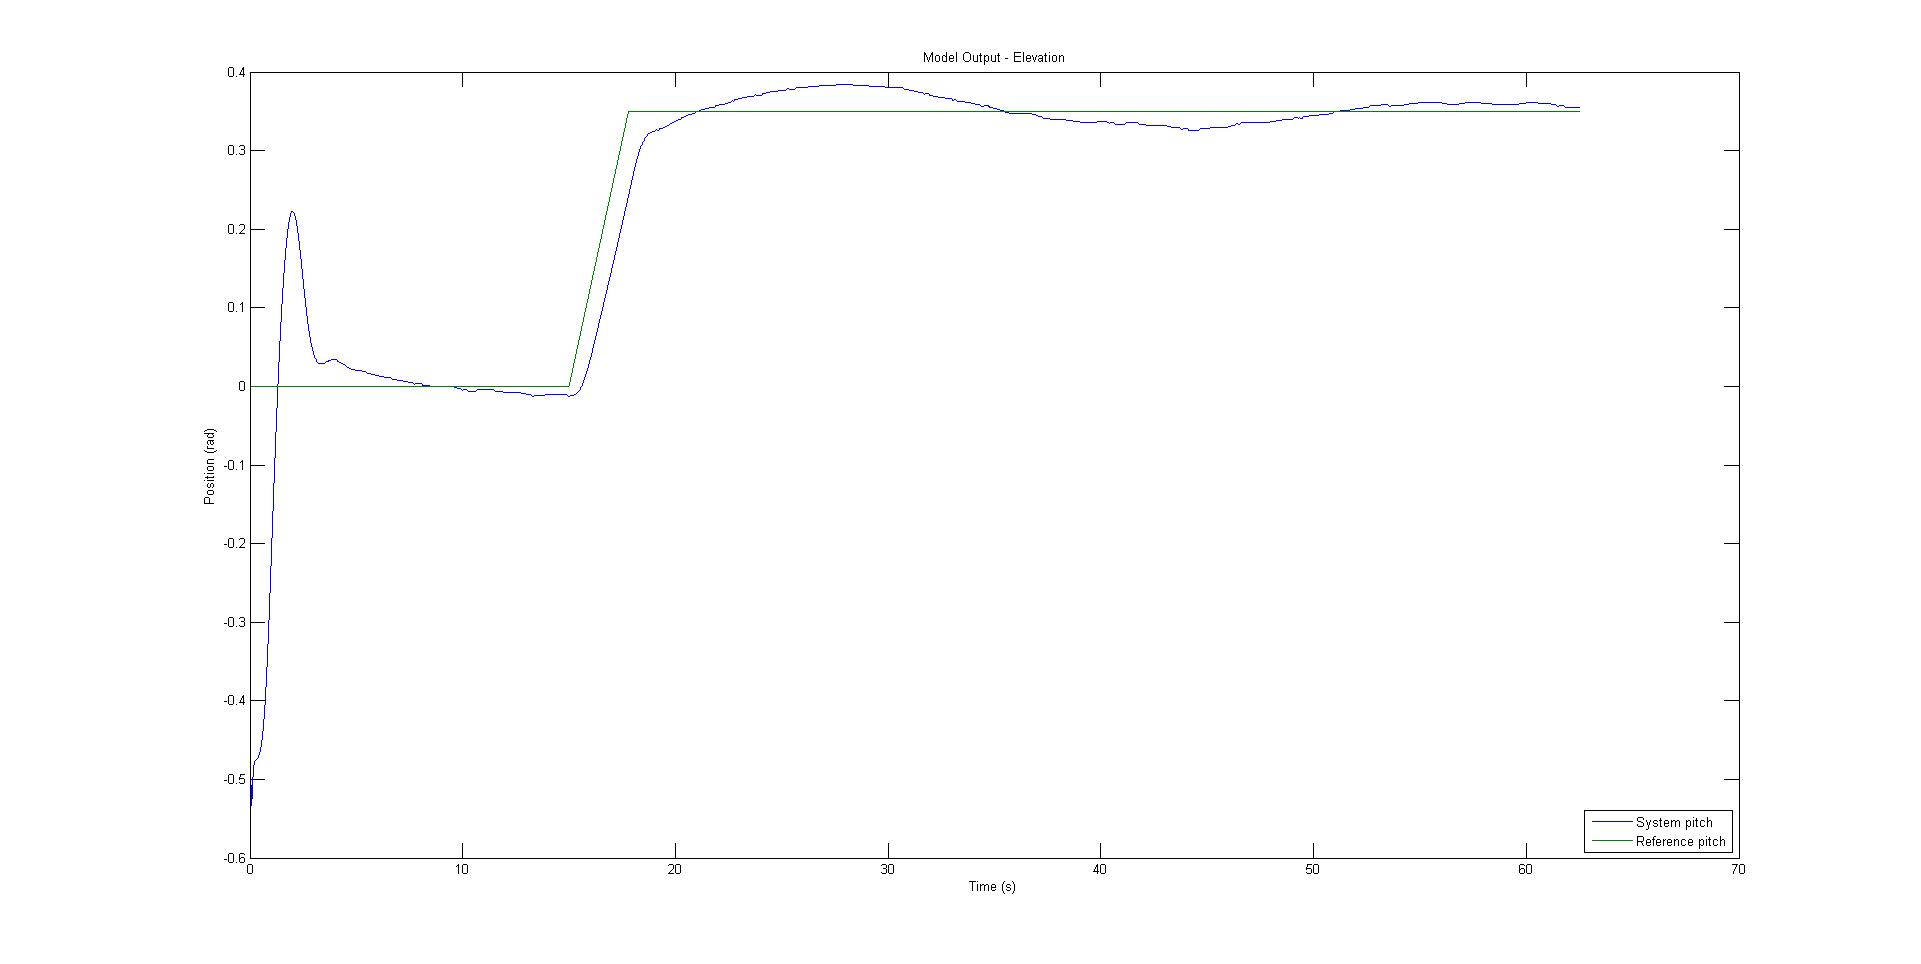 Model Output - Elevation
0.4
0.3
0.2
0.1
0
-0.1
-0.2
-0.3
-0.4
-0.5
-0.6
Position (rad)
0 10 20 30 40 50 60 70
Time (s)
System pitch
Reference pitch